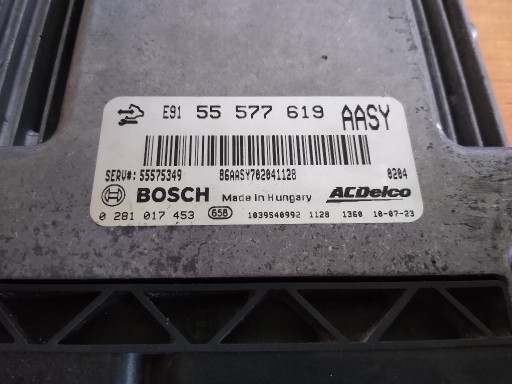 E91 55 577 619 AASY
SERV#: 55575349 86AASY702041128 0204
BOSCH Made in Hungary ACDelco
0 281 017 453 658 1039S40992 1128 1360 10-07-23